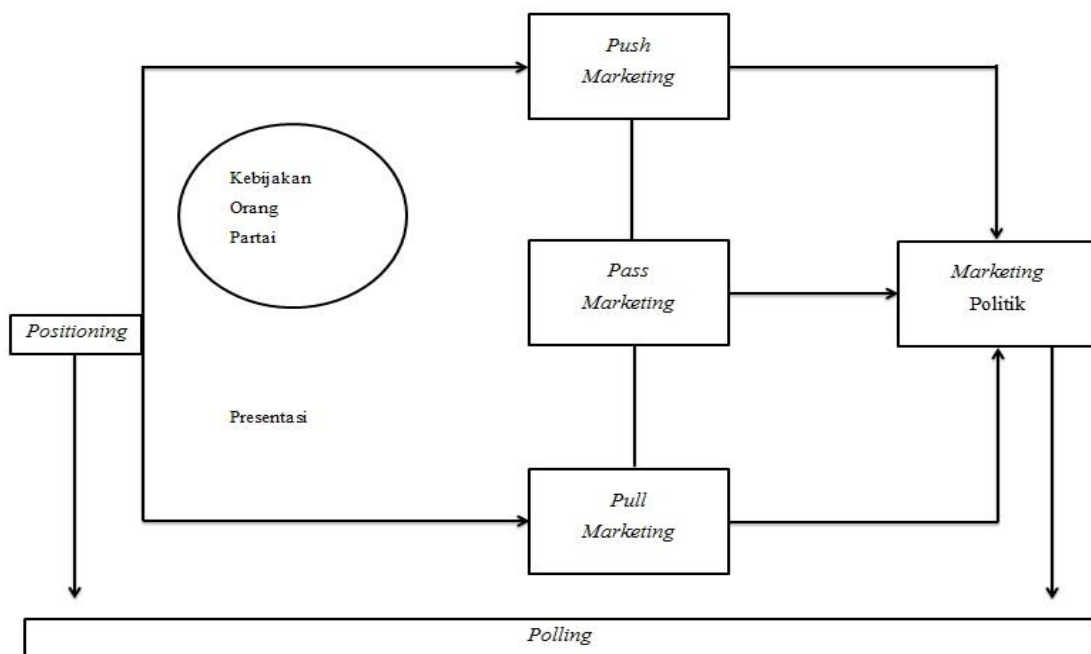 Push
Marketing
Kebijakan
Orang
Partai
Pass
Marketing
Marketing
Politik
Positioning
Presentasi
Pull
Marketing
Polling